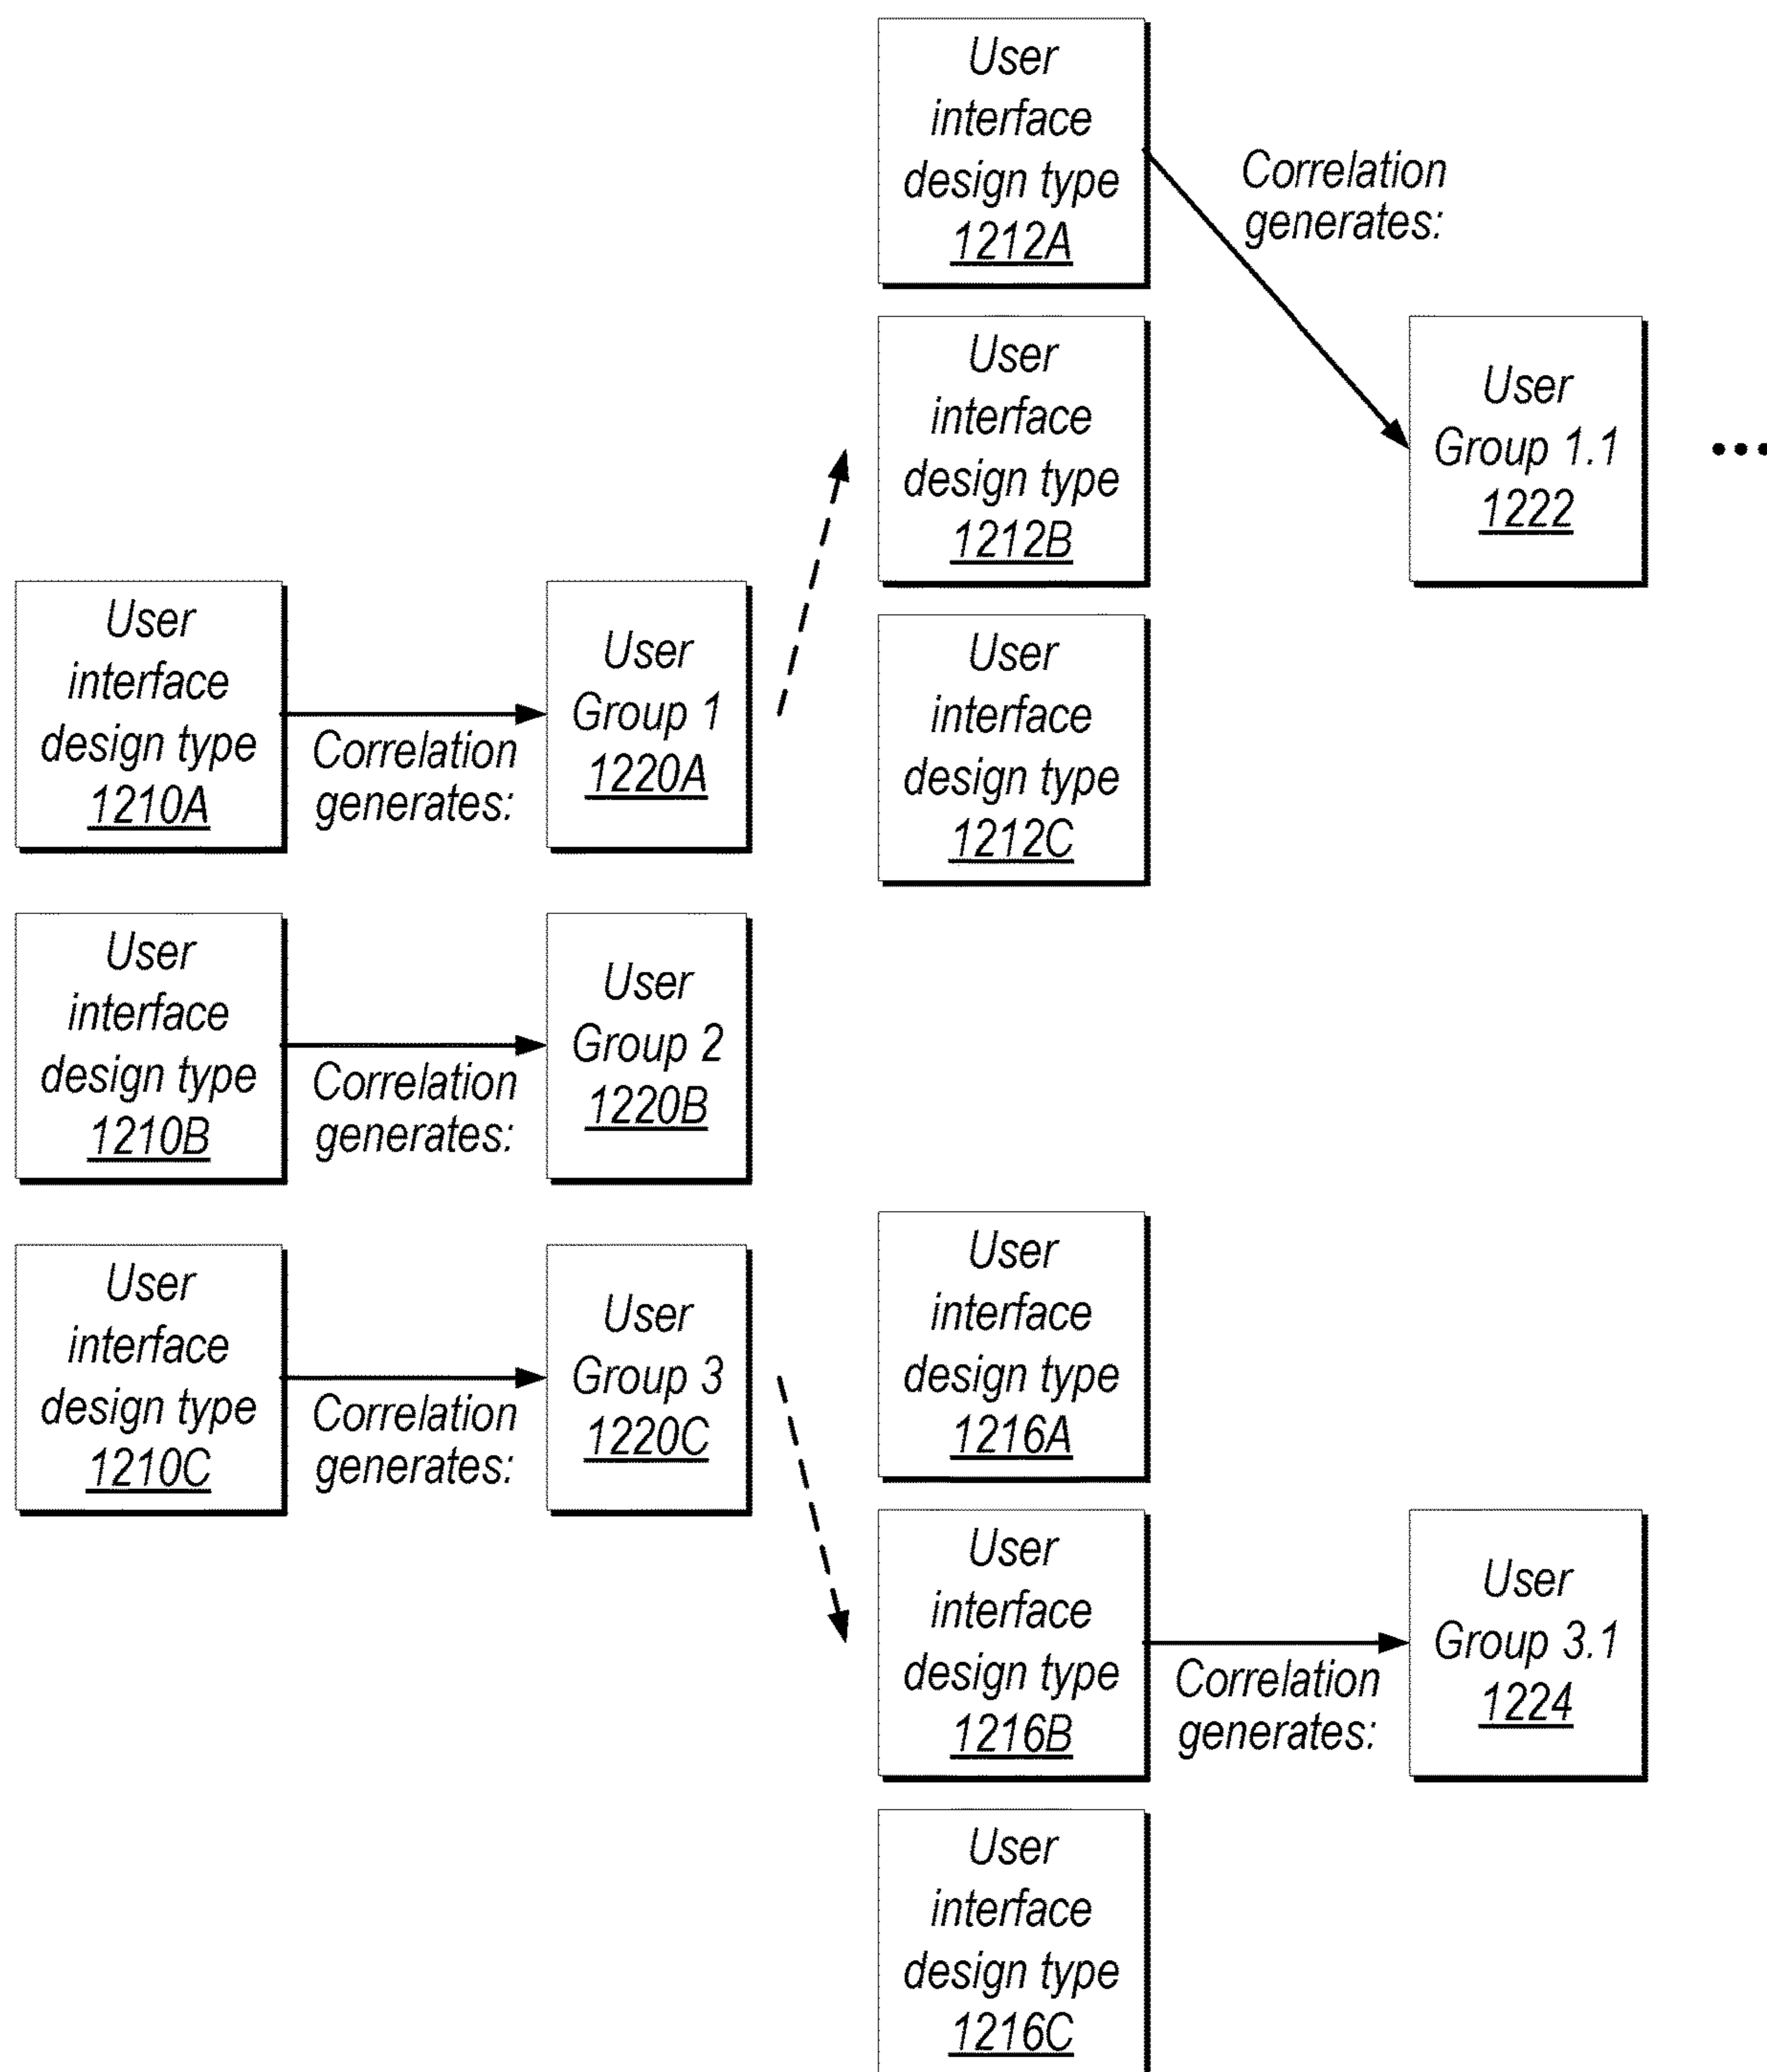 User
interface
design type
1212A
Correlation
generates:
User
interface
design type
1212B
User
Group 1.1
1222
...
User
interface
design type
1210A
Correlation
generates:
User
Group 1
1220A
User
interface
design type
1212C
User
interface
design type
1210B
Correlation
generates:
User
Group 2
1220B
User
interface
design type
1210C
Correlation
generates:
User
Group 3
1220C
User
interface
design type
1216A
User
interface
design type
1216B
Correlation
generates:
User
Group 3.1
1224
User
interface
design type
1216C